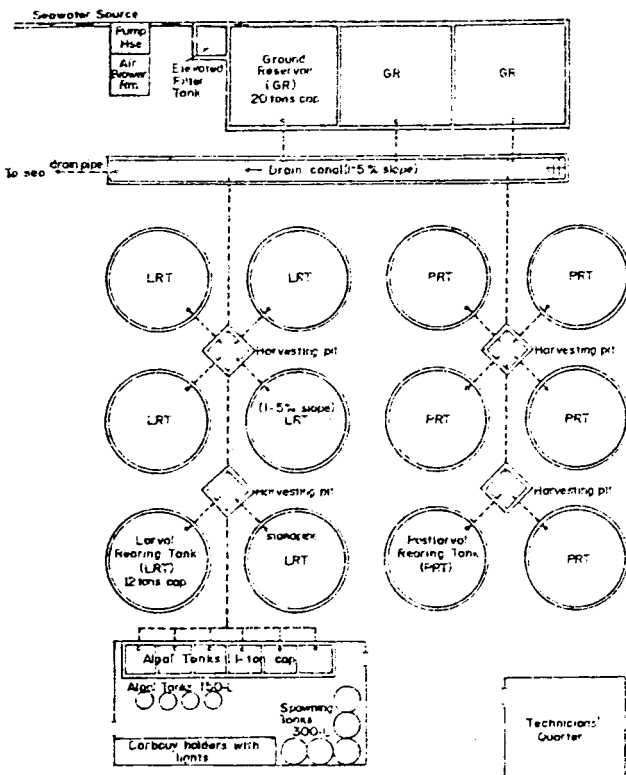 Seawater Source
Pump
Hse
Air
Blower
Rm.
Elevated
Filter
Tank
Ground
Reservoir
(GR)
20 tons cap
GR
GR
To sea
drain pipe
Drain canal (1-5% slope)
LRT
LRT
PRT
PRT
Harvesting pit
Harvesting pit
LRT
(1-5% slope)
LRT
PRT
PRT
Harvesting pit
Harvesting pit
Larval
Rearing Tank
(LRT)
12 tons cap
standpipe
LRT
Postlarval
Rearing Tank
(PRT)
PRT
Algal Tanks 1-ton cap
Algal Tanks 150-L
Spawning
Tanks
300-L
Carbouy holders with
lights
Technicians'
Quarter